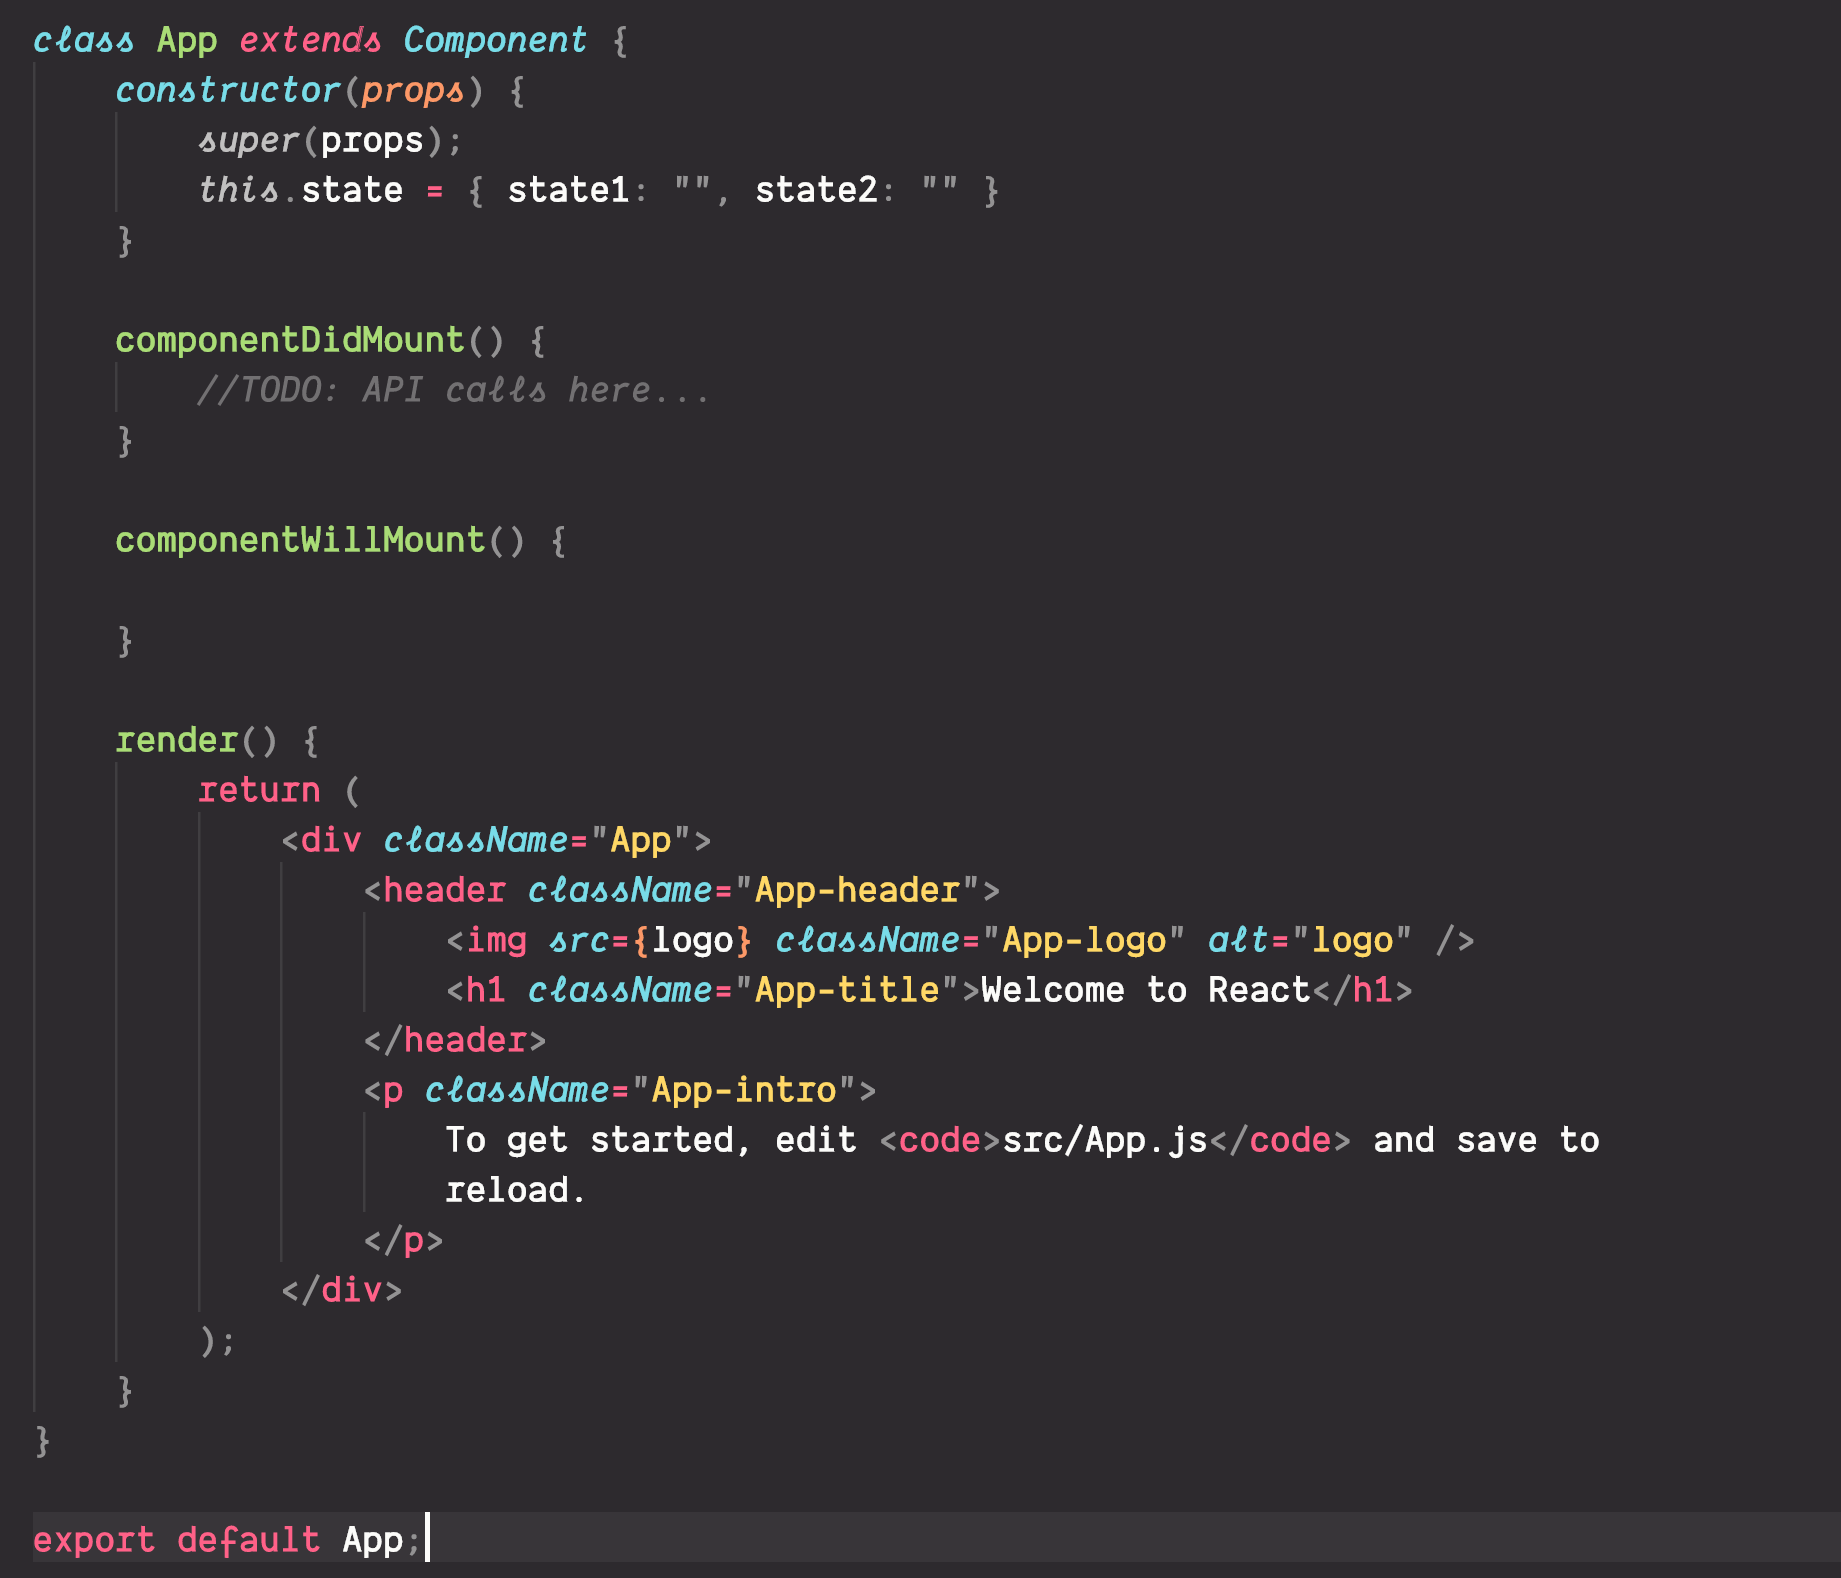 class App extends Component {
    constructor(props) {
        super(props);
        this.state = { state1: "", state2: "" }
    }

    componentDidMount() {
        //TODO: API calls here...
    }

    componentWillMount() {

    }

    render() {
        return (
            <div className="App">
                <header className="App-header">
                    <img src={logo} className="App-logo" alt="logo" />
                    <h1 className="App-title">Welcome to React</h1>
                </header>
                <p className="App-intro">
                    To get started, edit <code>src/App.js</code> and save to
                    reload.
                </p>
            </div>
        );
    }
}

export default App;